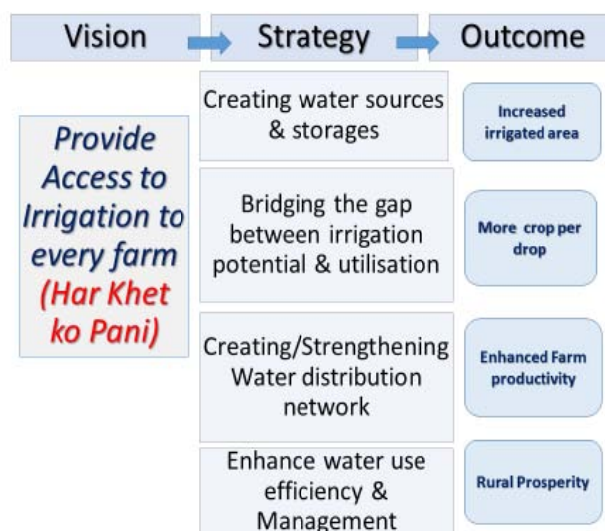 Vision
Strategy
Outcome
Provide
Access to
Irrigation to
every farm
(Har Khet
ko Pani)
Creating water sources
& storages
Bridging the gap
between irrigation
potential & utilisation
Creating/Strengthening
Water distribution
network
Enhance water use
efficiency &
Management
Increased
irrigated area
More crop per
drop
Enhanced Farm
productivity
Rural Prosperity